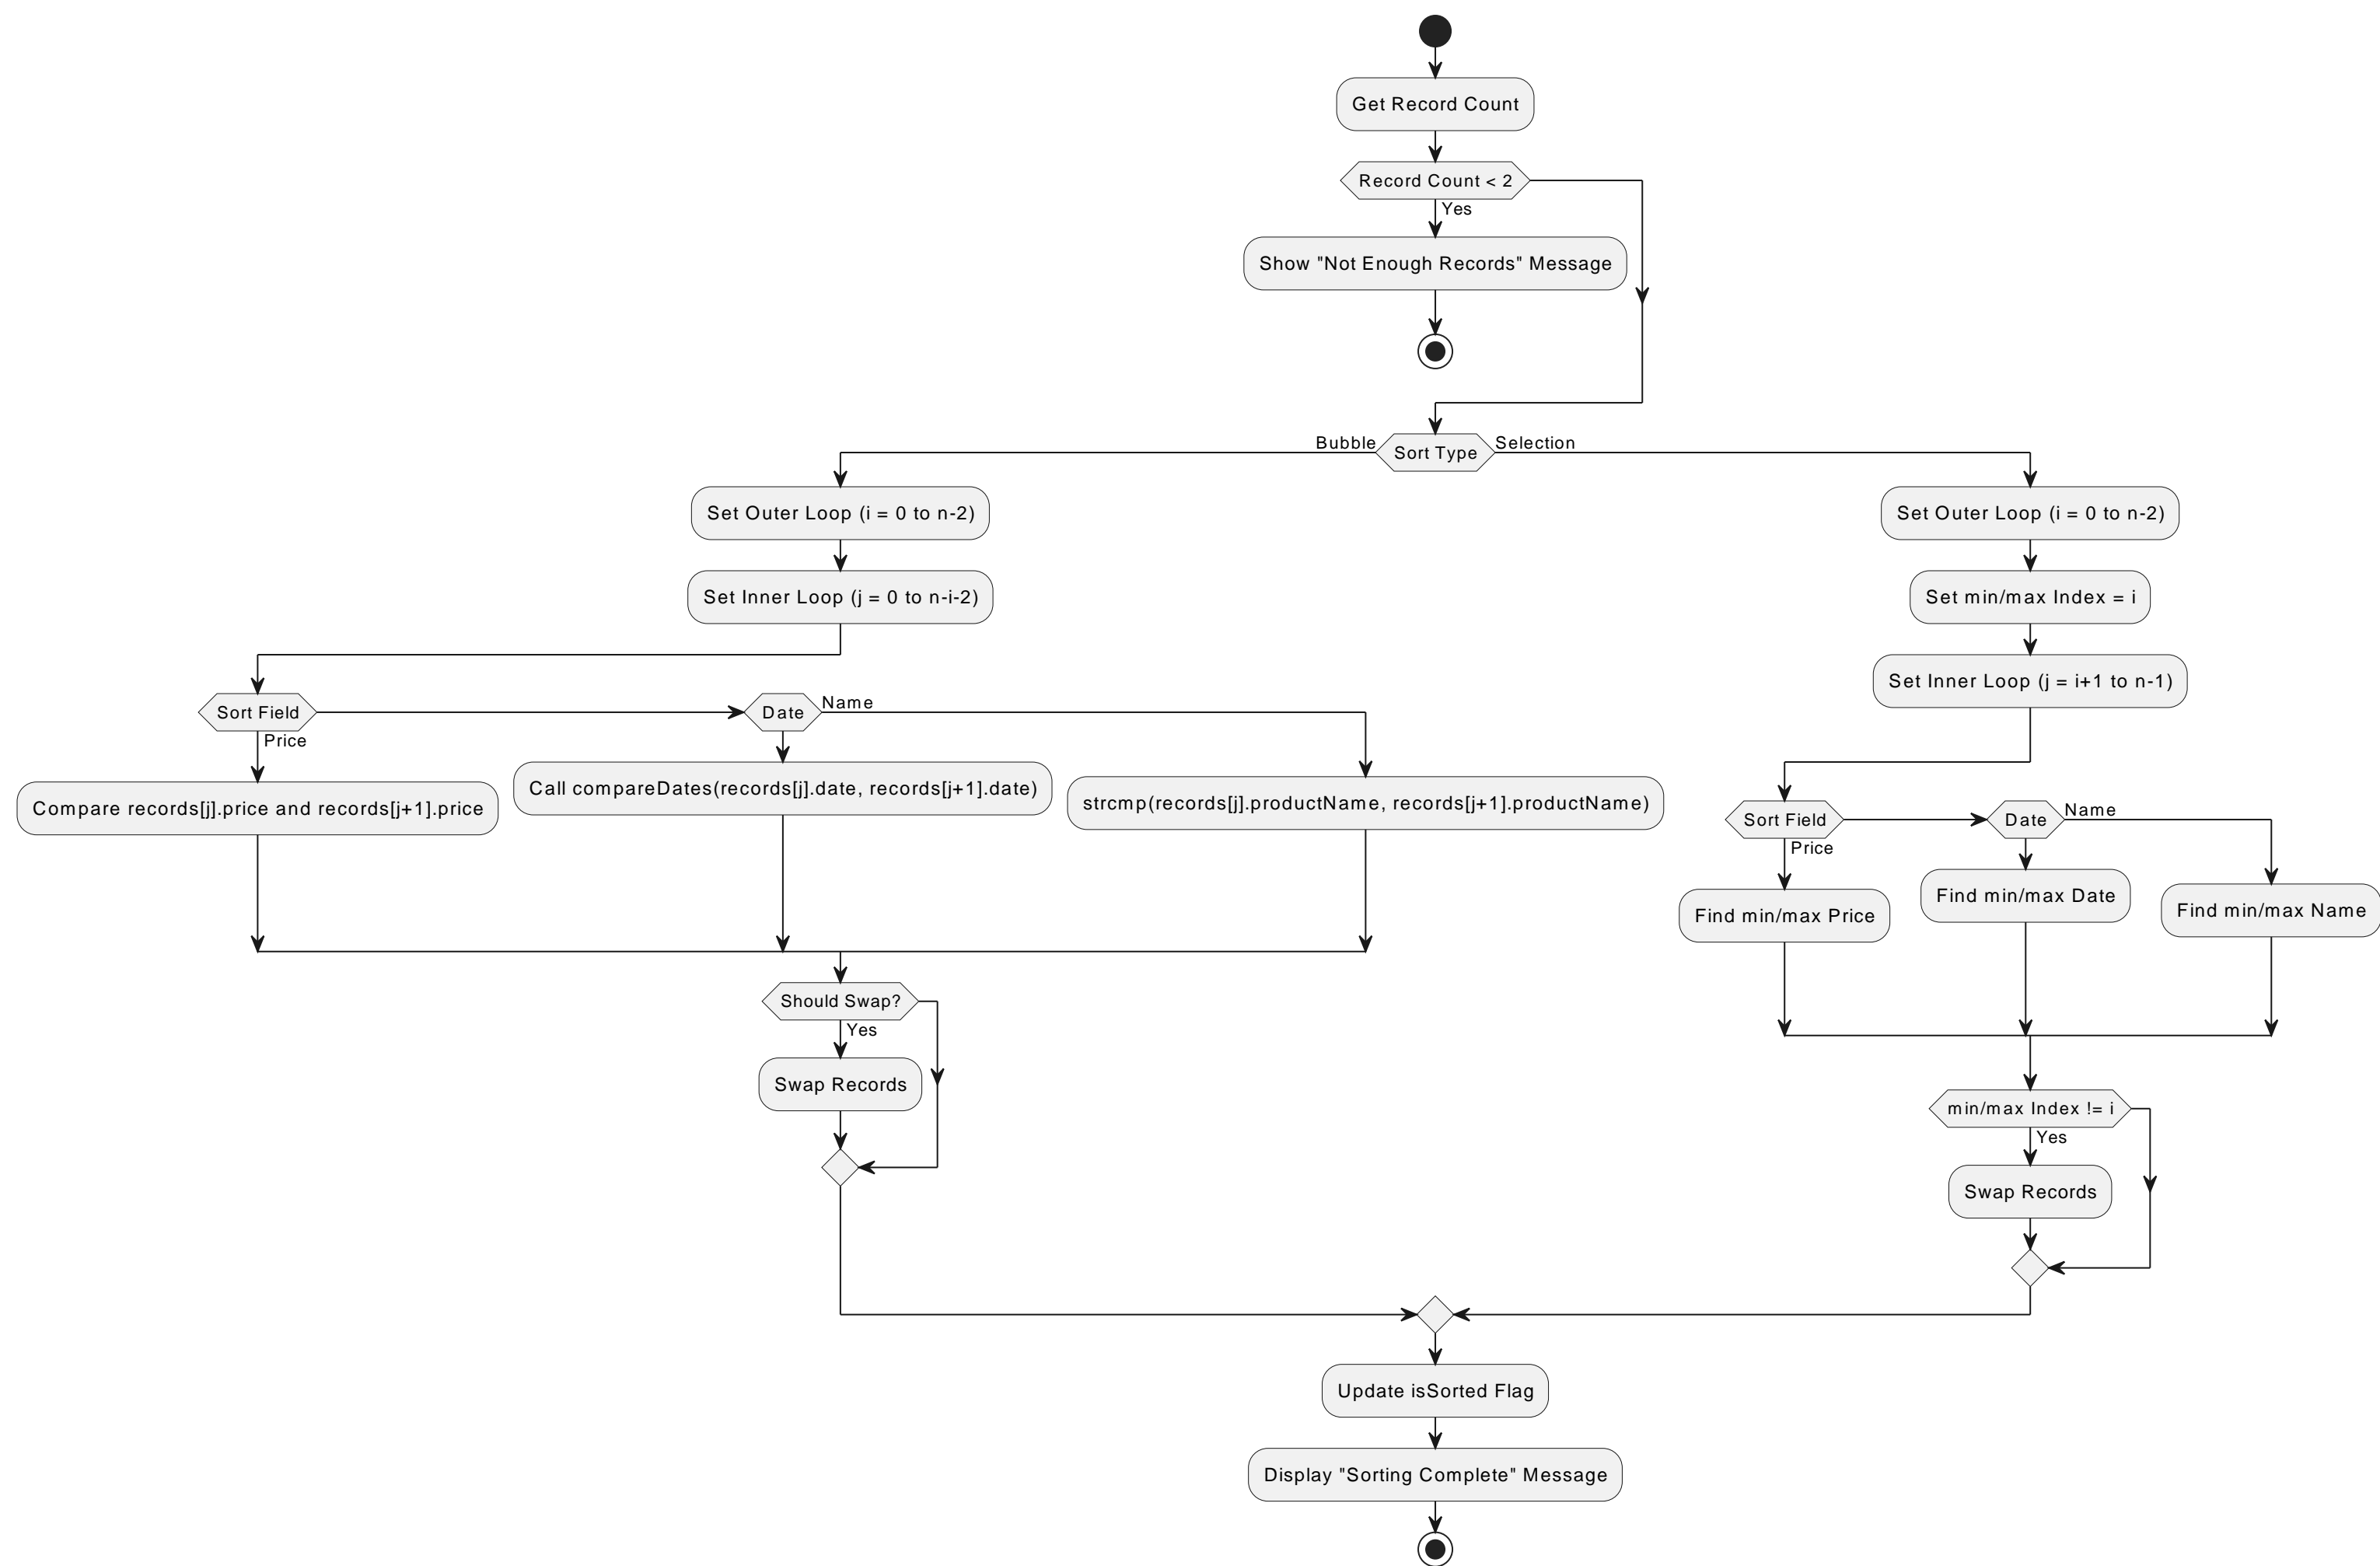 Get Record Count
Record Count < 2
Yes
Show "Not Enough Records" Message
Bubble
Sort Type
Selection
Set Outer Loop (i = 0 to n-2)
Set Inner Loop (j = 0 to n-i-2)
Sort Field
Price
Date
Name
Compare records[j].price and records[j+1].price
Call compareDates(records[j].date, records[j+1].date)
strcmp(records[j].productName, records[j+1].productName)
Should Swap?
Yes
Swap Records
Set Outer Loop (i = 0 to n-2)
Set min/max Index = i
Set Inner Loop (j = i+1 to n-1)
Sort Field
Price
Date
Name
Find min/max Price
Find min/max Date
Find min/max Name
min/max Index != i
Yes
Swap Records
Update isSorted Flag
Display "Sorting Complete" Message